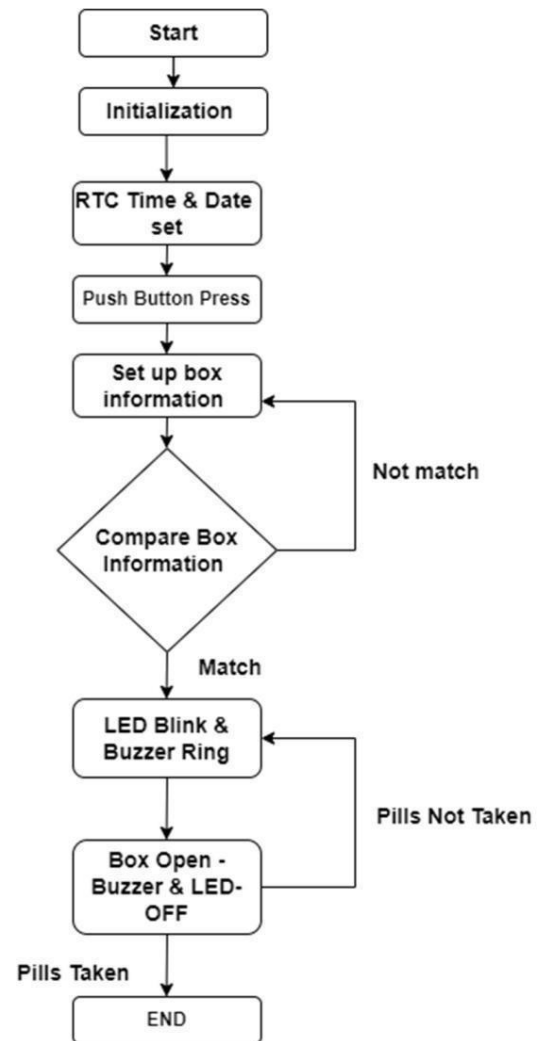 Start
Initialization
RTC Time & Date
set
Push Button Press
Set up box
information
Not match
Compare Box
Information
Match
LED Blink &
Buzzer Ring
Pills Not Taken
Box Open -
Buzzer & LED-
OFF
Pills Taken
END